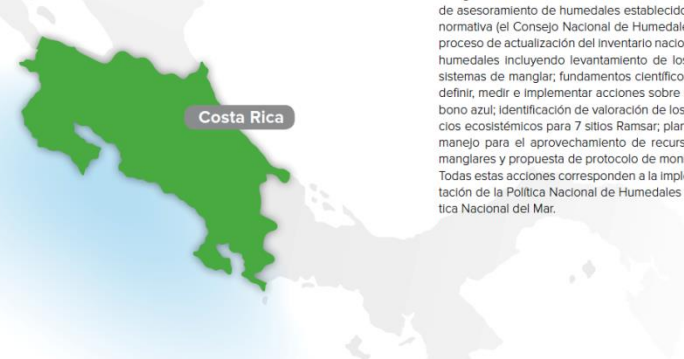 de asesoramiento de humedales establecido
normativa (el Consejo Nacional de Humedale
proceso de actualización del inventario nacio
humedales incluyendo levantamiento de los
sistemas de manglar; fundamentos científico
definir, medir e implementar acciones sobre
bono azul; identificación de valoración de los
cios ecosistémicos para 7 sitios Ramsar; plan
manejo para el aprovechamiento de recurs
manglares y propuesta de protocolo de mon
Todas estas acciones corresponden a la imple
tación de la Política Nacional de Humedales
tica Nacional del Mar.
Costa Rica